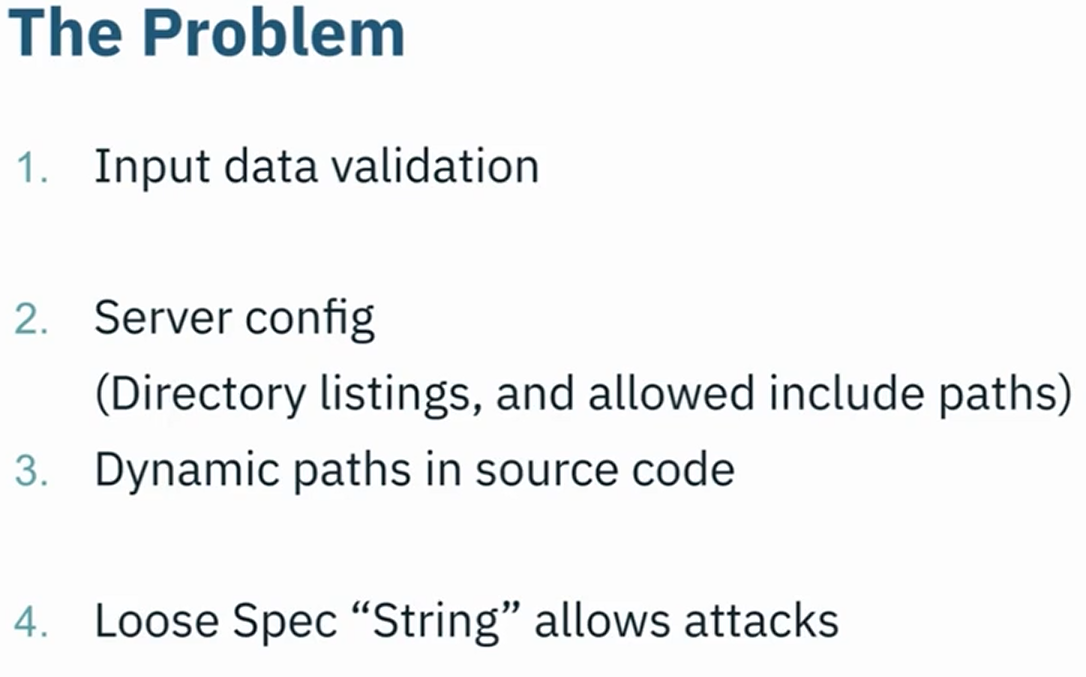 The Problem
1. Input data validation
2. Server config
(Directory listings, and allowed include paths)
3. Dynamic paths in source code
4. Loose Spec “String” allows attacks